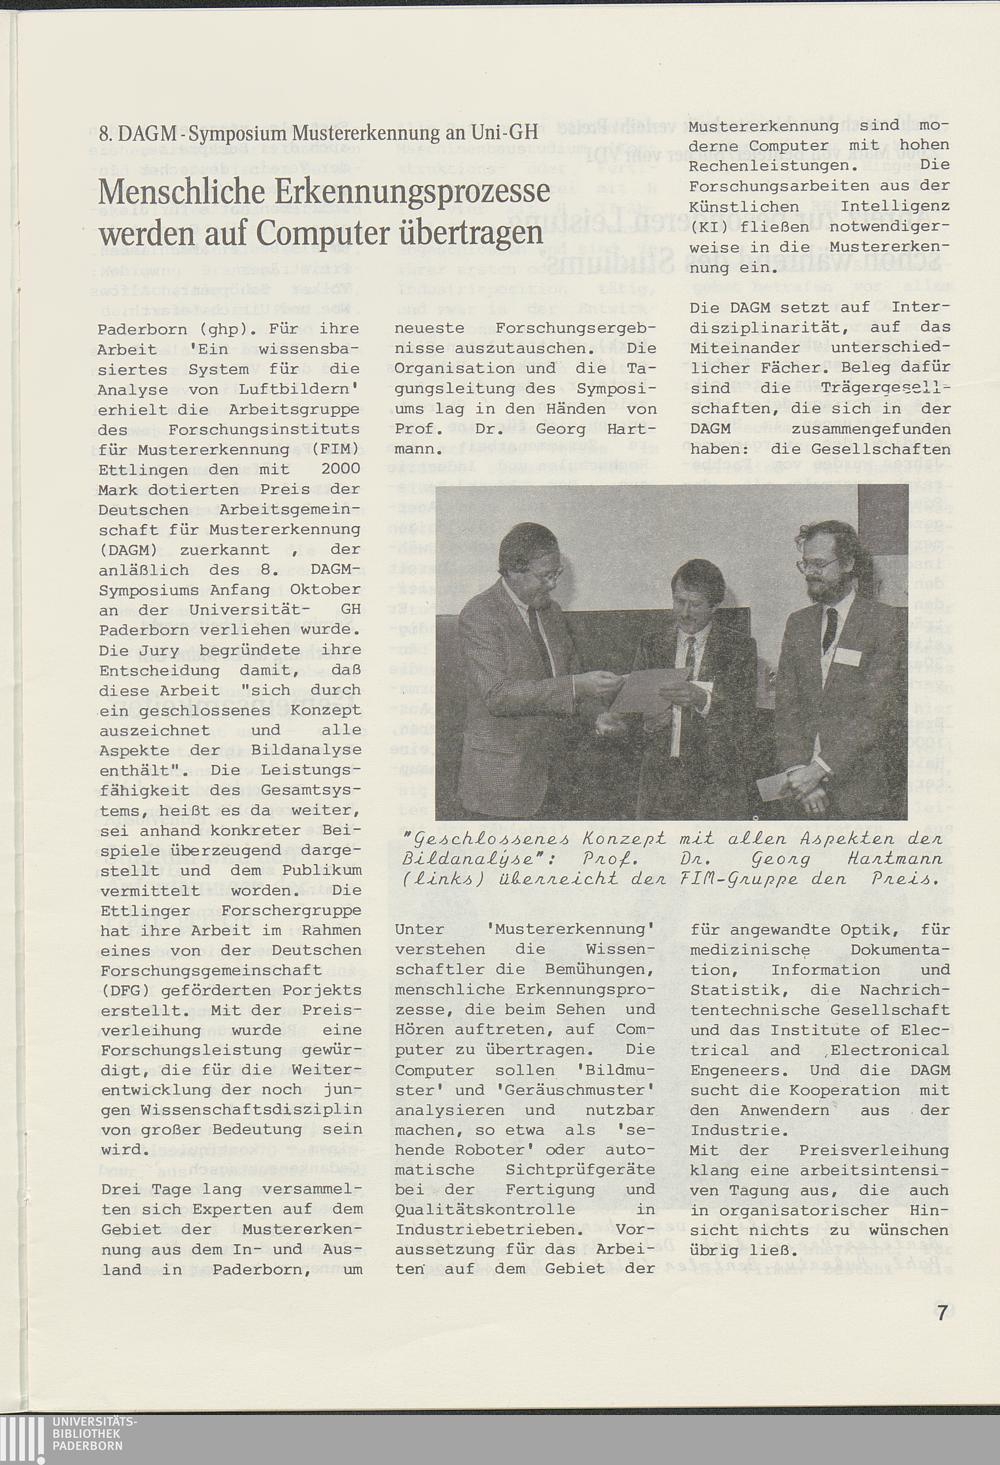 8. DAGM-Symposium Mustererkennung an Uni-GH
Menschliche Erkennungsprozesse
werden auf Computer übertragen
Paderborn (ghp). Für ihre
Arbeit 'Ein wissensba-
siertes System für die
Analyse von Luftbildern'
erhielt die Arbeitsgruppe
des Forschungsinstituts
für Mustererkennung (FIM)
Ettlingen den mit 2000
Mark dotierten Preis der
Deutschen Arbeitsgemein-
schaft für Mustererkennung
(DAGM) zuerkannt , der
anläßlich des 8. DAGM-
Symposiums Anfang Oktober
an der Universität- GH
Paderborn verliehen wurde.
Die Jury begründete ihre
Entscheidung damit, daß
diese Arbeit "sich durch
ein geschlossenes Konzept
auszeichnet und alle
Aspekte der Bildanalyse
enthält". Die Leistungs-
fähigkeit des Gesamtsys-
tems, heißt es da weiter,
sei anhand konkreter Bei-
spiele überzeugend darge-
stellt und dem Publikum
vermittelt worden. Die
Ettlinger Forschergruppe
hat ihre Arbeit im Rahmen
eines von der Deutschen
Forschungsgemeinschaft
(DFG) geförderten Porjekts
erstellt. Mit der Preis-
verleihung wurde eine
Forschungsleistung gewür-
digt, die für die Weiter-
entwicklung der noch jun-
gen Wissenschaftsdisziplin
von großer Bedeutung sein
wird.
Drei Tage lang versammel-
ten sich Experten auf dem
Gebiet der Mustererken-
nung aus dem In- und Aus-
land in Paderborn, um
neueste Forschungsergeb-
nisse auszutauschen. Die
Organisation und die Ta-
gungsleitung des Symposi-
ums lag in den Händen von
Prof. Dr. Georg Hart-
mann.
"Geschlossenes Konzept mit allen Aspekten der
Bildanalyse": Prof. Dr. Georg Hartmann
(links) überreicht der FIM-Gruppe den Preis.
Unter 'Mustererkennung'
verstehen die Wissen-
schaftler die Bemühungen,
menschliche Erkennungspro-
zesse, die beim Sehen und
Hören auftreten, auf Com-
puter zu übertragen. Die
Computer sollen 'Bildmu-
ster' und 'Geräuschmuster'
analysieren und nutzbar
machen, so etwa als 'se-
hende Roboter' oder auto-
matische Sichtprüfgeräte
bei der Fertigung und
Qualitätskontrolle in
Industriebetrieben. Vor-
aussetzung für das Arbei-
ten auf dem Gebiet der
Mustererkennung sind mo-
derne Computer mit hohen
Rechenleistungen. Die
Forschungsarbeiten aus der
Künstlichen Intelligenz
(KI) fließen notwendiger-
weise in die Mustererken-
nung ein.
Die DAGM setzt auf Inter-
disziplinarität, auf das
Miteinander unterschied-
licher Fächer. Beleg dafür
sind die Trägergesell-
schaften, die sich in der
DAGM zusammengefunden
haben: die Gesellschaften
für angewandte Optik, für
medizinische Dokumenta-
tion, Information und
Statistik, die Nachrich-
tentechnische Gesellschaft
und das Institute of Elec-
trical and Electronical
Engeneers. Und die DAGM
sucht die Kooperation mit
den Anwendern aus der
Industrie.
Mit der Preisverleihung
klang eine arbeitsintensi-
ven Tagung aus, die auch
in organisatorischer Hin-
sicht nichts zu wünschen
übrig ließ.
7
UNIVERSITÄTS-
BIBLIOTHEK
PADERBORN